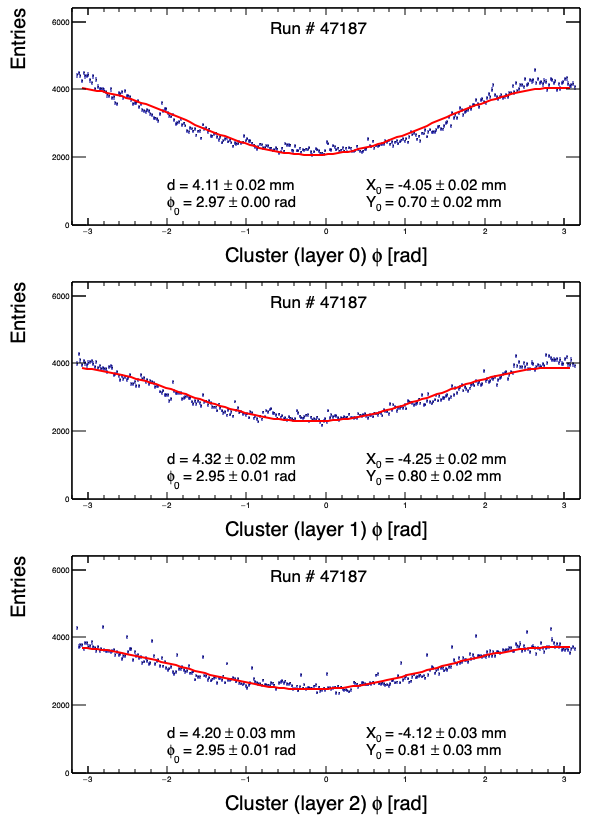 Entries
Run # 47187
6000
4000
2000
0
d = 4.11 ± 0.02 mm X₀ = -4.05 ± 0.02 mm
ϕ₀ = 2.97 ± 0.00 rad Y₀ = 0.70 ± 0.02 mm
−3 −2 −1 0 1 2 3
Cluster (layer 0) ϕ [rad]
Entries
Run # 47187
6000
4000
2000
0
d = 4.32 ± 0.02 mm X₀ = -4.25 ± 0.02 mm
ϕ₀ = 2.95 ± 0.01 rad Y₀ = 0.80 ± 0.02 mm
−3 −2 −1 0 1 2 3
Cluster (layer 1) ϕ [rad]
Entries
Run # 47187
6000
4000
2000
0
d = 4.20 ± 0.03 mm X₀ = -4.12 ± 0.03 mm
ϕ₀ = 2.95 ± 0.01 rad Y₀ = 0.81 ± 0.03 mm
−3 −2 −1 0 1 2 3
Cluster (layer 2) ϕ [rad]